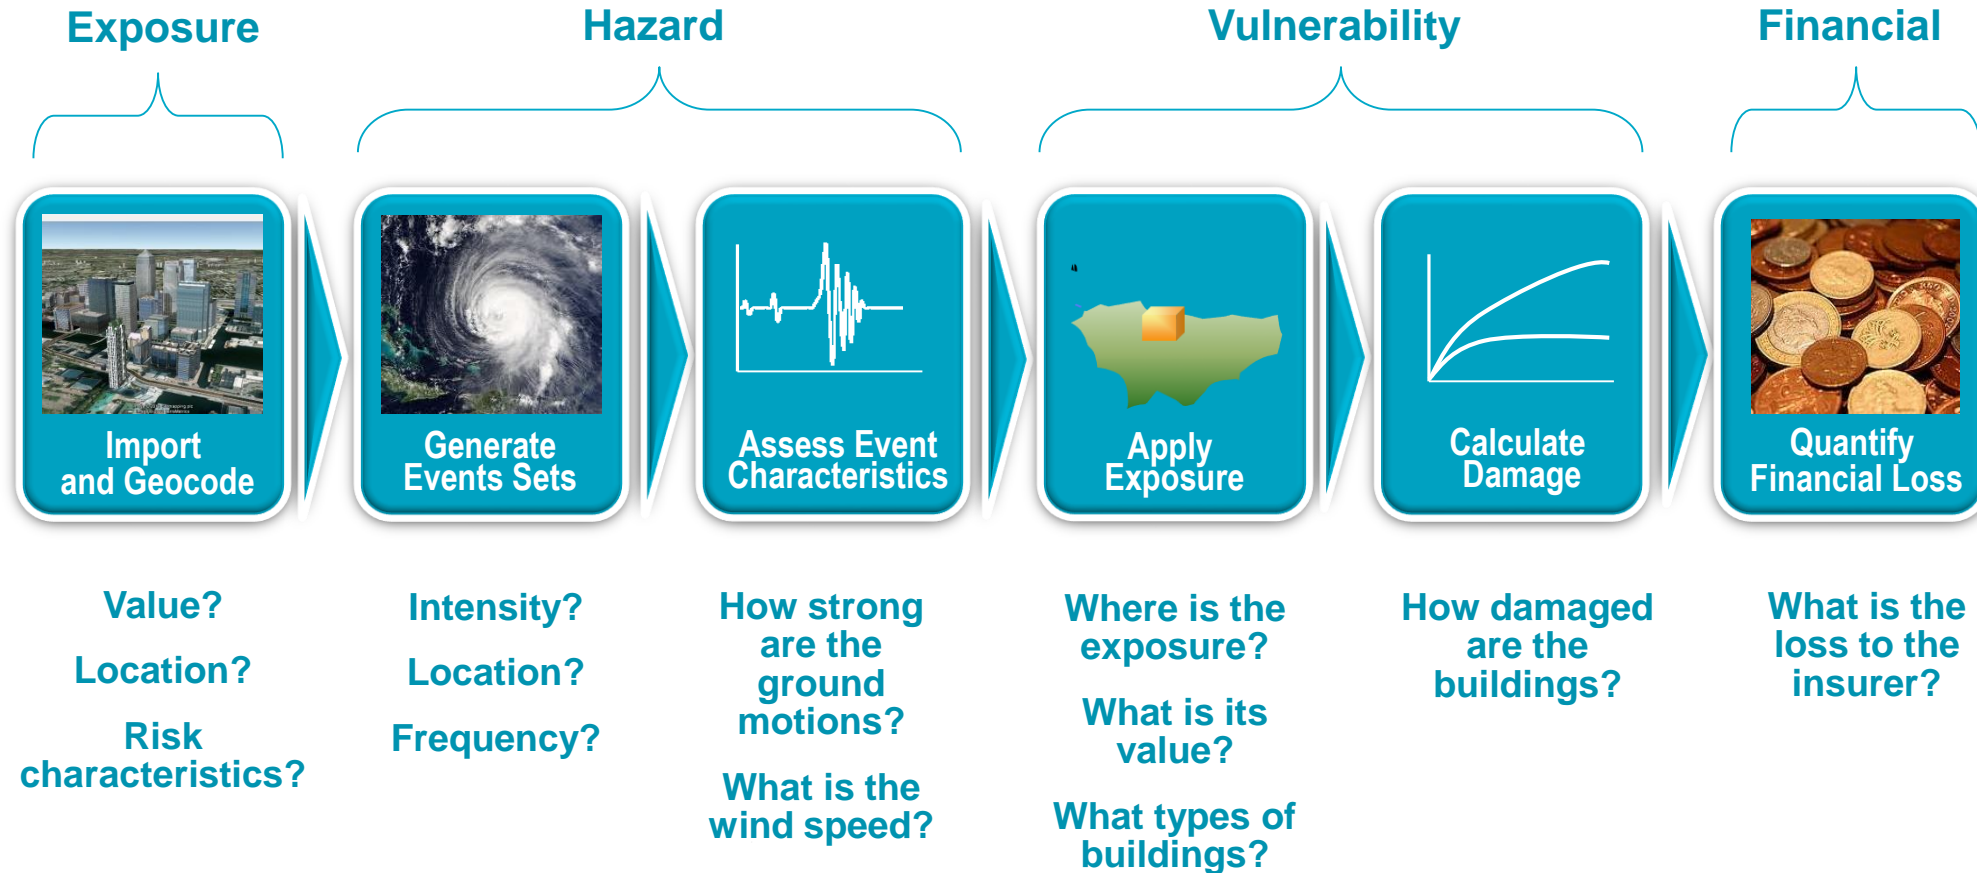 Exposure
Hazard
Vulnerability
Financial
Import
and Geocode
Generate
Events Sets
Assess Event
Characteristics
Apply
Exposure
Calculate
Damage
Quantify
Financial Loss
Value?
Location?
Risk
characteristics?
Intensity?
Location?
Frequency?
How strong
are the
ground
motions?
What is the
wind speed?
Where is the
exposure?
What is its
value?
What types of
buildings?
How damaged
are the
buildings?
What is the
loss to the
insurer?